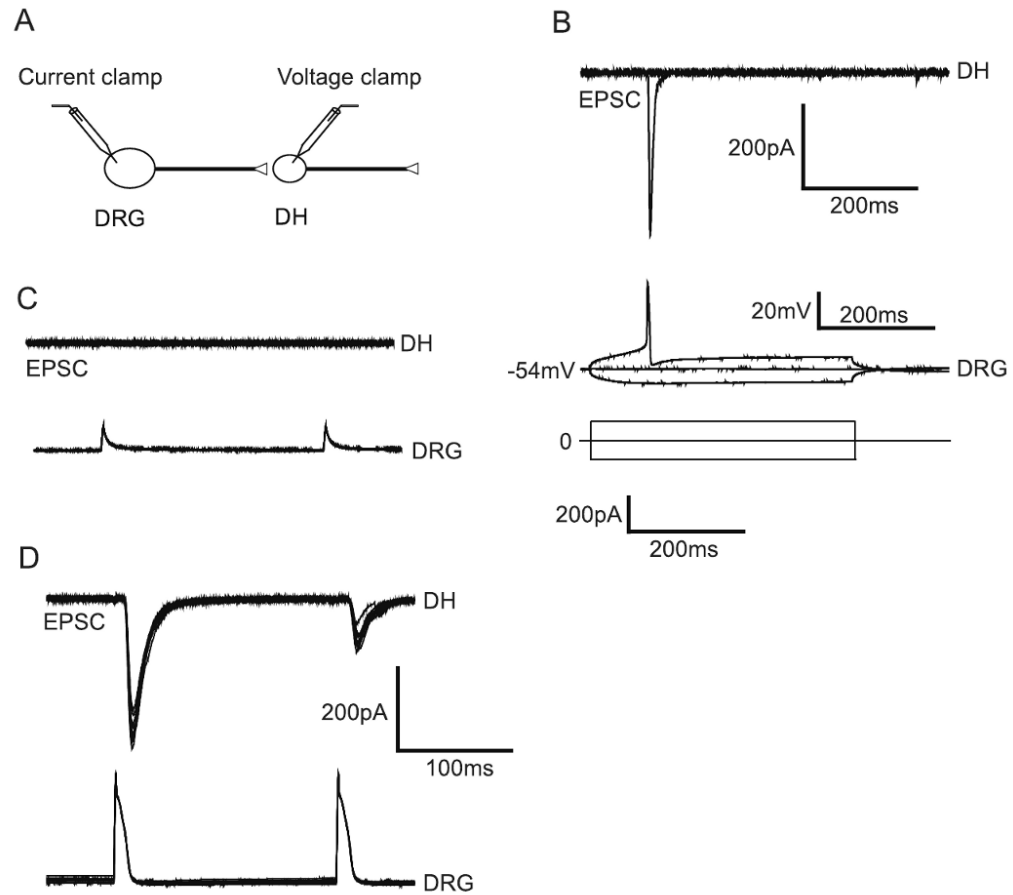 A
Current clamp
Voltage clamp
DRG
DH
B
DH
EPSC
200pA
200ms
20mV
200ms
-54mV
DRG
0
200pA
200ms
C
DH
EPSC
DRG
D
DH
EPSC
200pA
100ms
DRG